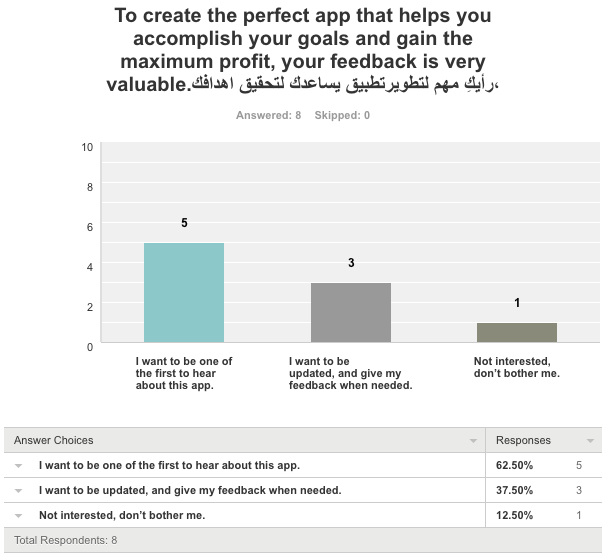 To create the perfect app that helps you
accomplish your goals and gain the
maximum profit, your feedback is very
valuable.رأيكِ مهم لتطويرتطبيق يساعدك لتحقيق اهدافك،
Answered: 8 Skipped: 0
10
8
6
4
2
0
5
3
1
I want to be one of
the first to hear
about this app.
I want to be
updated, and give my
feedback when needed.
Not interested,
don't bother me.
Answer Choices Responses
I want to be one of the first to hear about this app. 62.50% 5
I want to be updated, and give my feedback when needed. 37.50% 3
Not interested, don't bother me. 12.50% 1
Total Respondents: 8